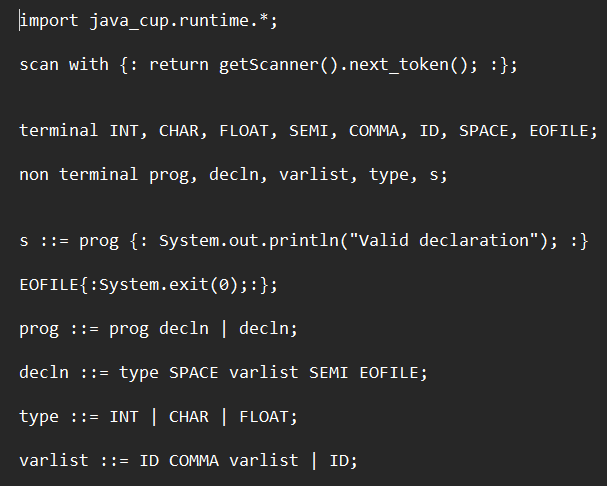 import java_cup.runtime.*;
scan with {: return getScanner().next_token(); :};
terminal INT, CHAR, FLOAT, SEMI, COMMA, ID, SPACE, EOFILE;
non terminal prog, decln, varlist, type, s;
s ::= prog {: System.out.println("Valid declaration"); :}
EOFILE{:System.exit(0);:};
prog ::= prog decln | decln;
decln ::= type SPACE varlist SEMI EOFILE;
type ::= INT | CHAR | FLOAT;
varlist ::= ID COMMA varlist | ID;